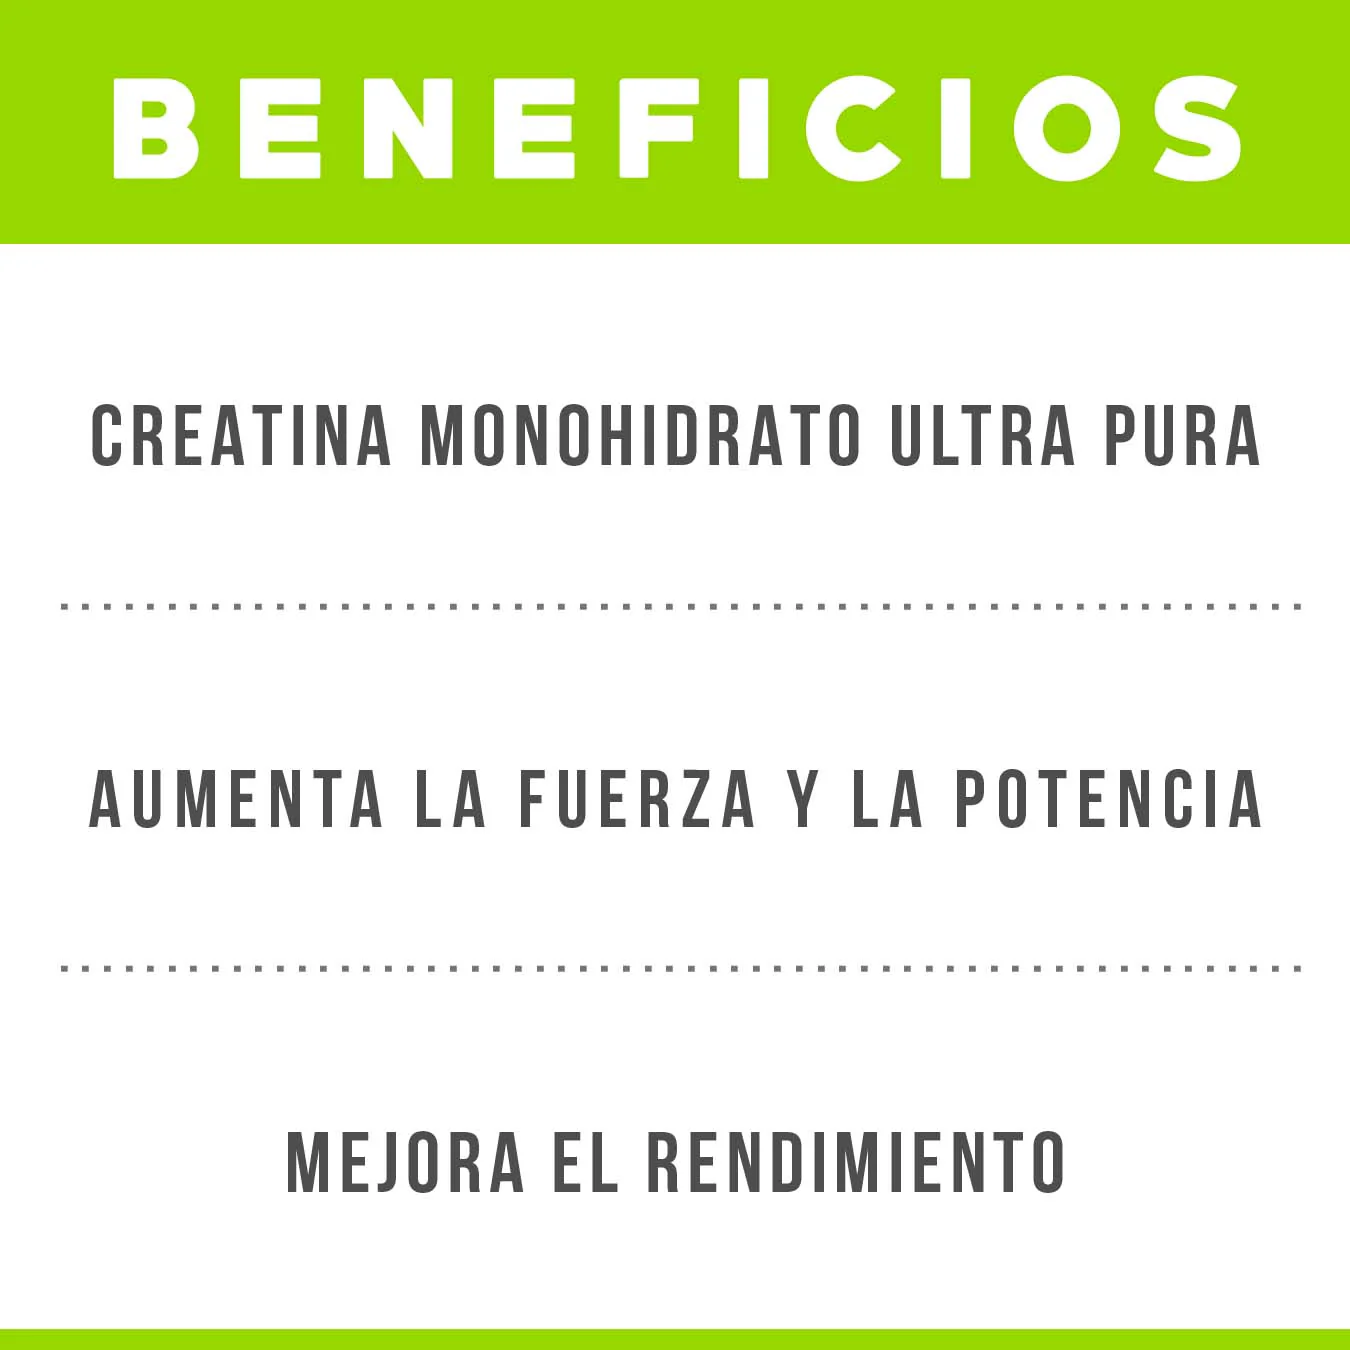 BENEFICIOS
CREATINA MONOHIDRATO ULTRA PURA
AUMENTA LA FUERZA Y LA POTENCIA
MEJORA EL RENDIMIENTO